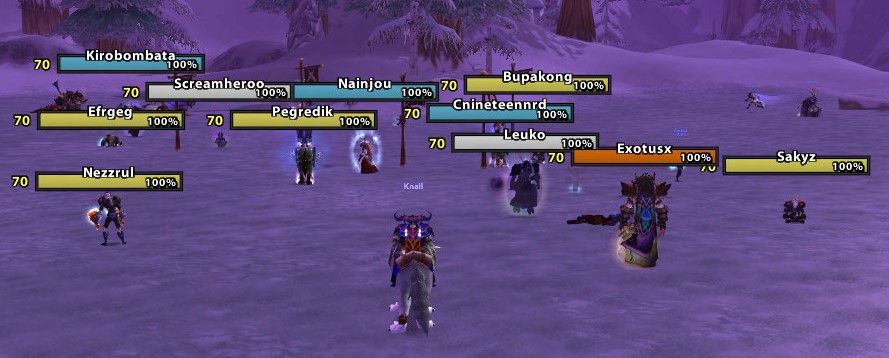 Kirobombata
70 100%
Screamheroo Nainjou
70 100% 100%
Bupakong
70 100%
Efrgeg
70 100%
Pegredik
70 100%
Cnineteennrd
70 100%
Leuko
70 100%
Exotusx
70 100%
Sakyz
70 100%
Nezzrul
70 100%
Knall